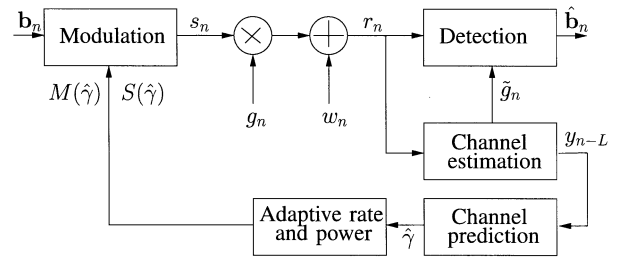 b_n
Modulation
s_n
r_n
Detection
b̂_n
M(γ̂) S(γ̂)
g_n
w_n
g̃_n
Channel
estimation
y_{n-L}
Adaptive rate
and power
γ̂
Channel
prediction